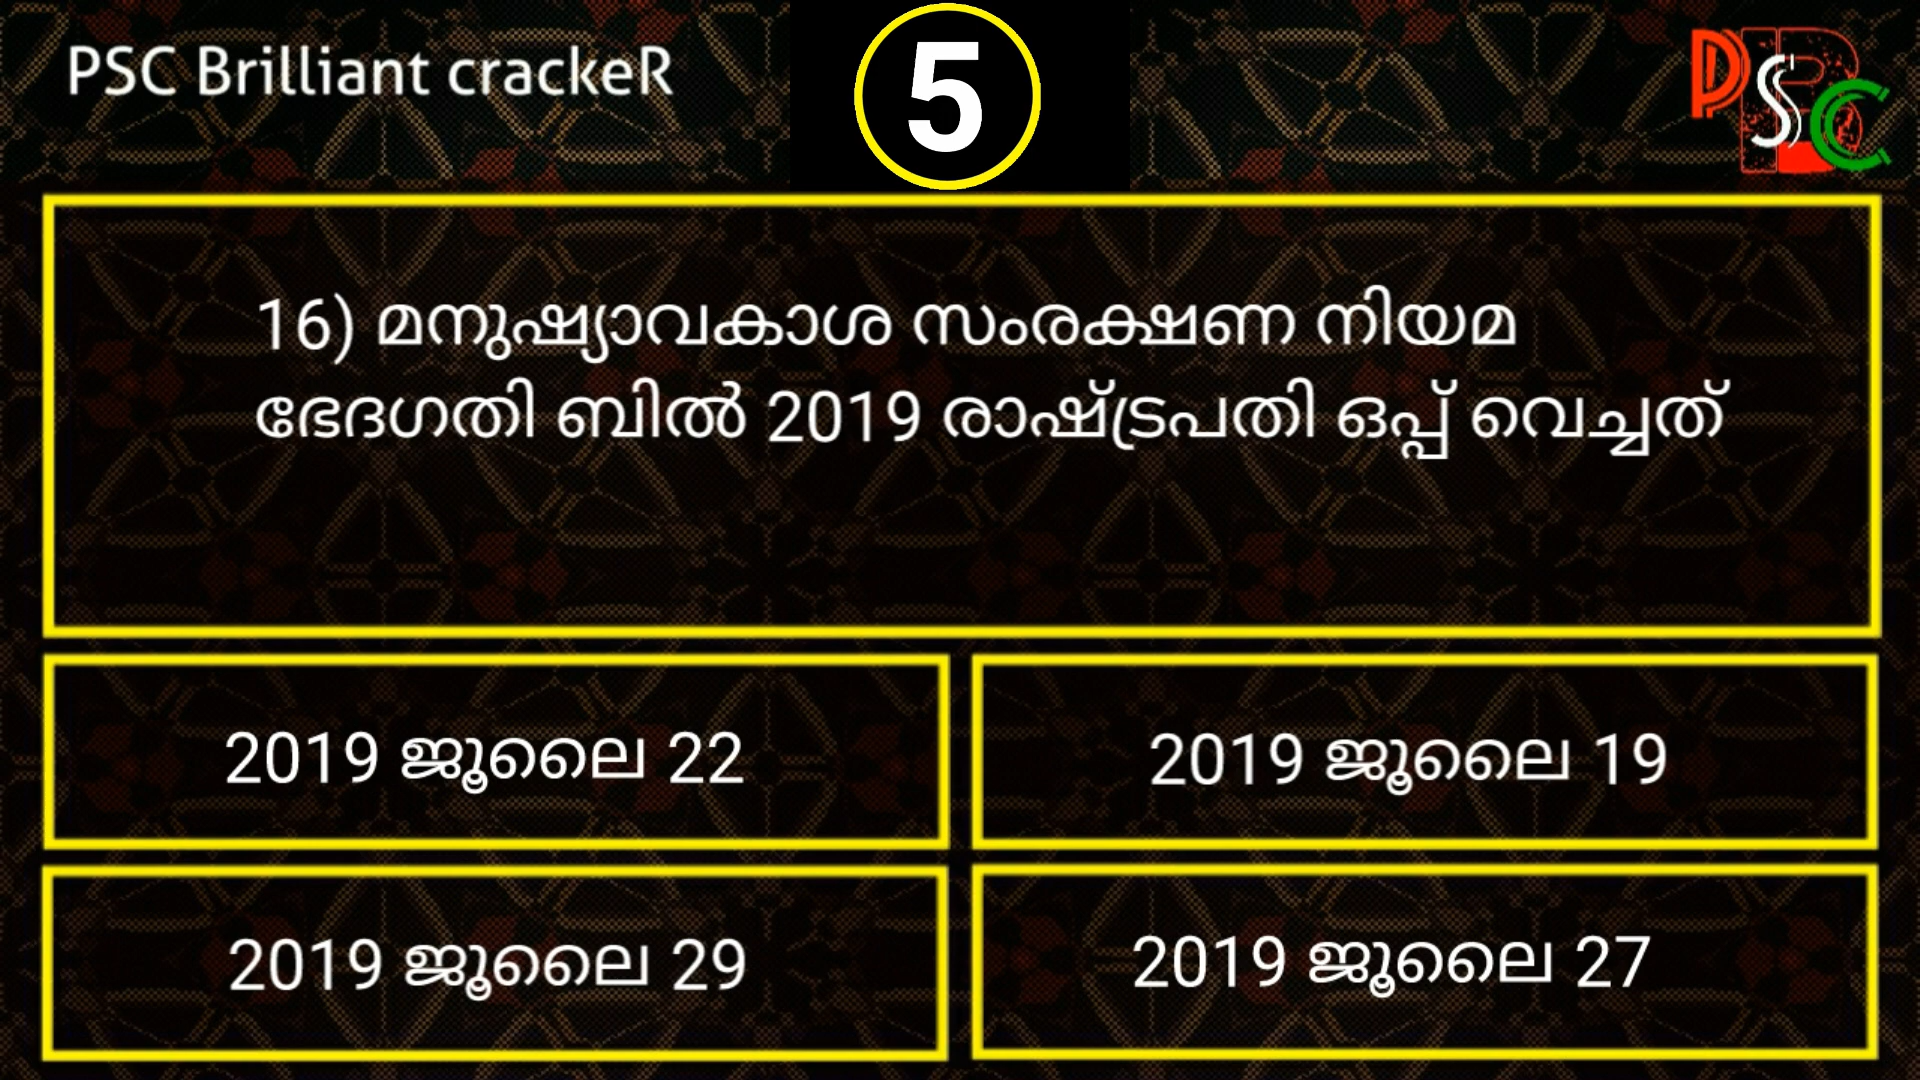 PSC Brilliant crackeR
5
PSC
16) മനുഷ്യാവകാശ സംരക്ഷണ നിയമ
ഭേദഗതി ബിൽ 2019 രാഷ്ട്രപതി ഒപ്പ് വെച്ചത്
2019 ജൂലൈ 22
2019 ജൂലൈ 19
2019 ജൂലൈ 29
2019 ജൂലൈ 27